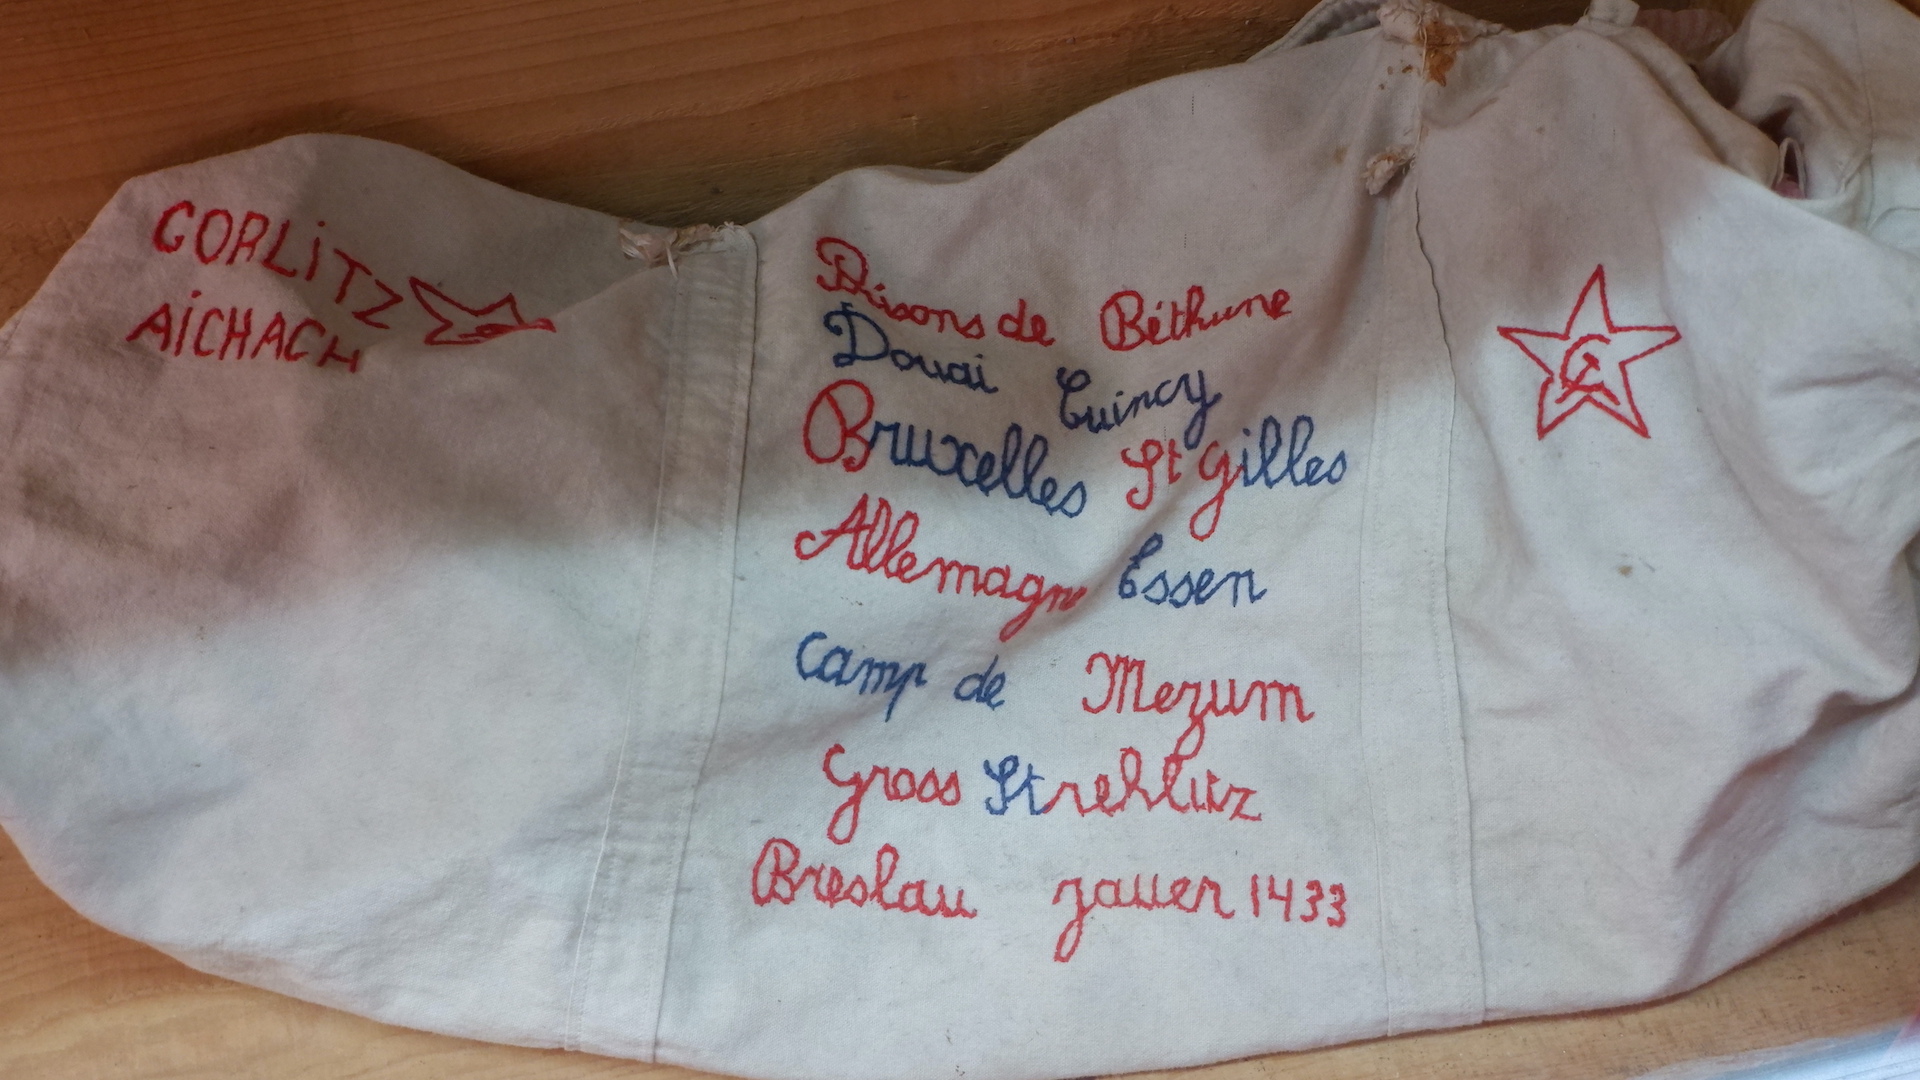 GORLiTZ
AiCHACH
Prisons de Béthune
Douai Cuincy
Bruxelles St Gilles
Allemagne Essen
Camp de Mezum
Gross Strehlitz
Breslau Jauer 1433